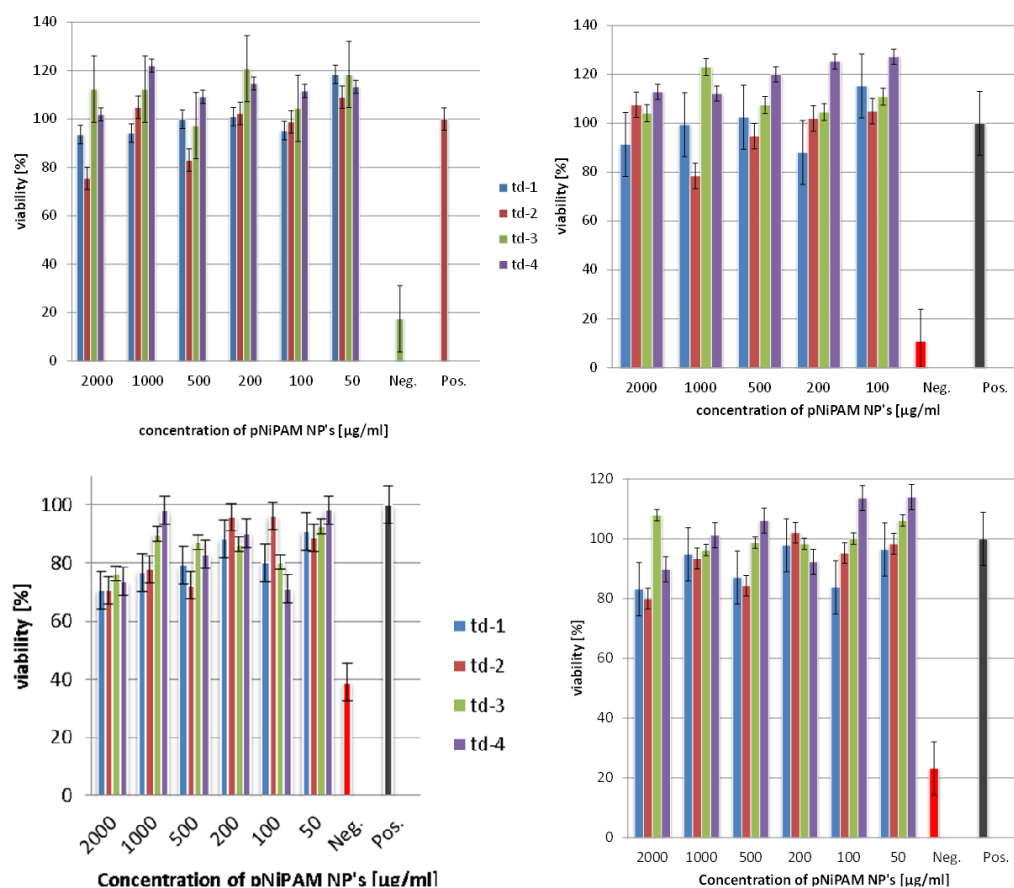 140
120
100
80
60
40
20
0
viability [%]
2000 1000 500 200 100 50 Neg. Pos.
concentration of pNiPAM NP's [µg/ml]
td-1
td-2
td-3
td-4
140
120
100
80
60
40
20
0
viability [%]
2000 1000 500 200 100 Neg. Pos.
concentration of pNiPAM NP's [µg/ml
100
80
60
40
20
0
viability [%]
2000 1000 500 200 100 50 Neg. Pos.
Concentration of pNiPAM NP's [µg/ml]
td-1
td-2
td-3
td-4
120
100
80
60
40
20
0
viability [%]
2000 1000 500 200 100 50 Neg. Pos.
Concentration of pNiPAM NP's [µg/ml]